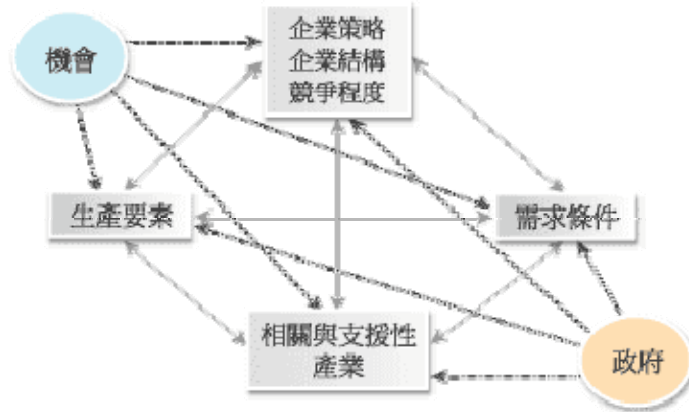 機會
企業策略
企業結構
競爭程度
生產要素
需求條件
相關與支援性
產業
政府